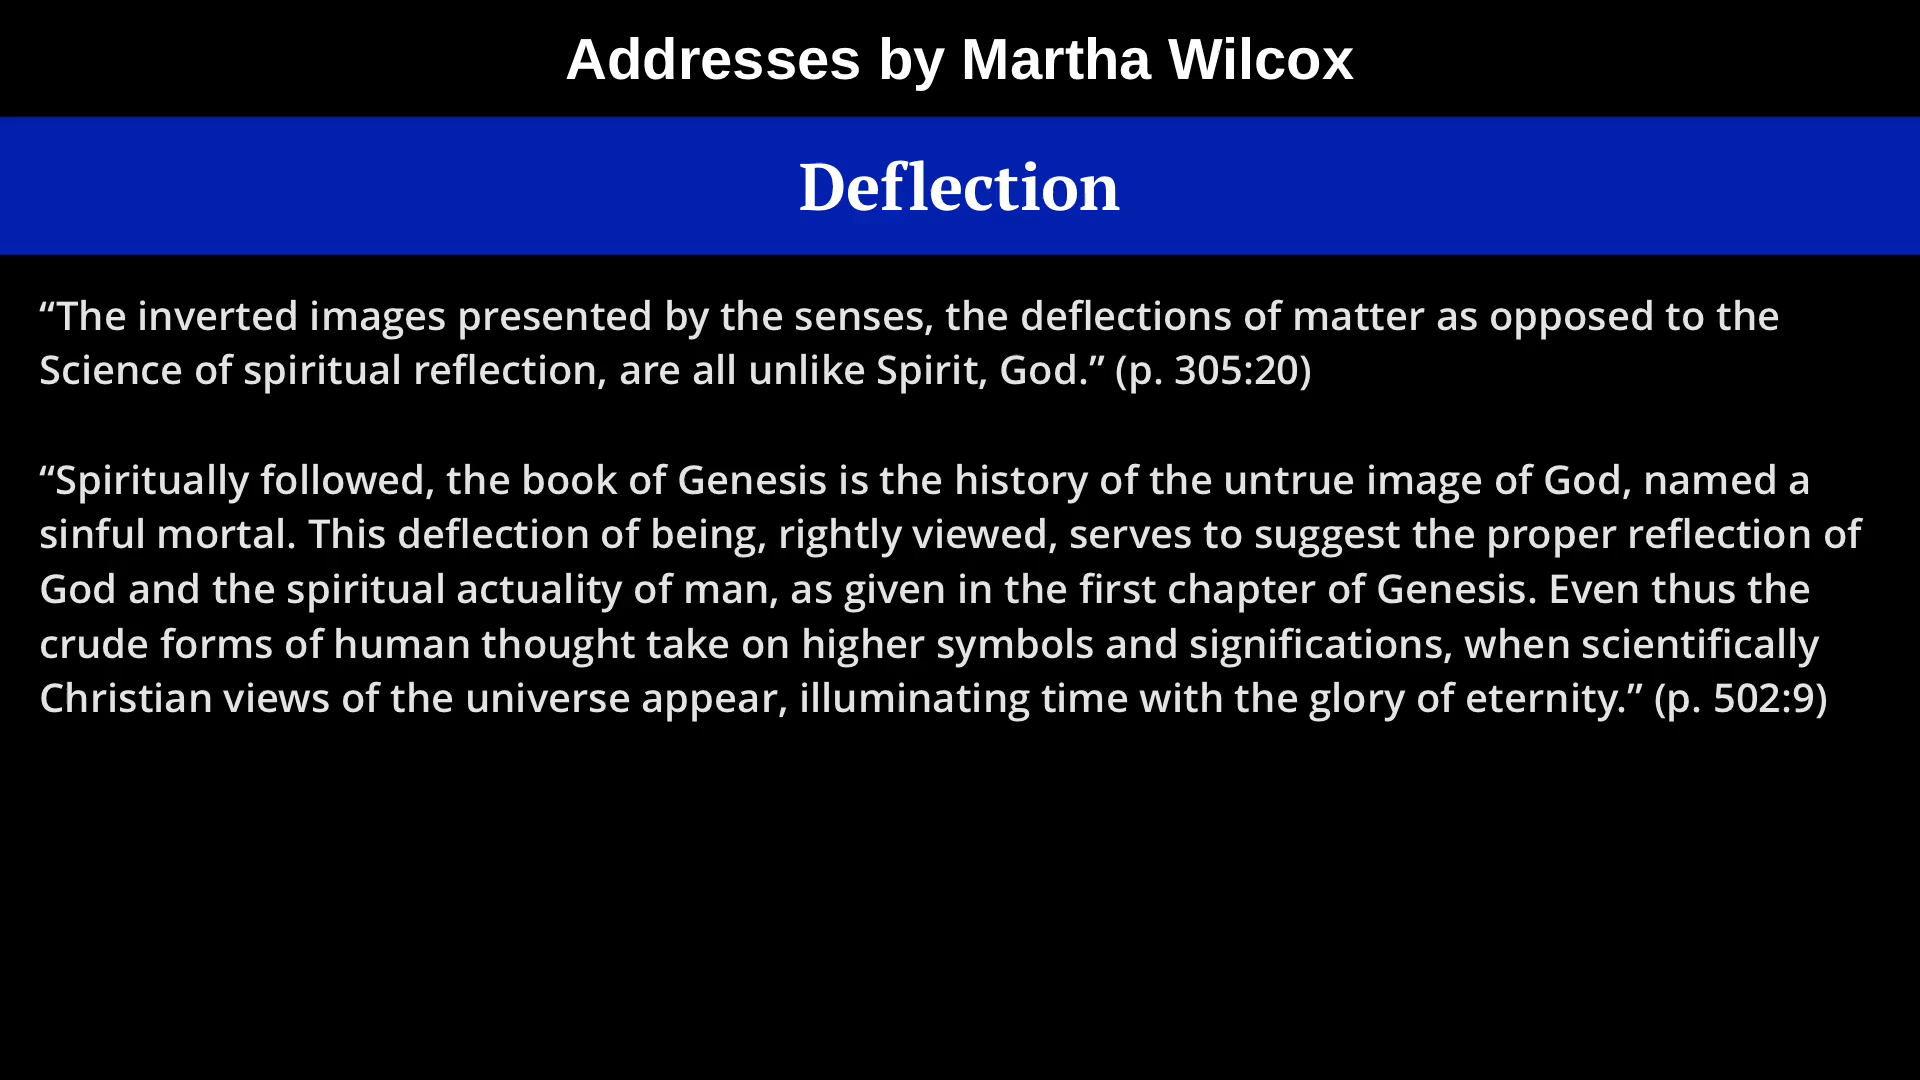 Addresses by Martha Wilcox
Deflection
“The inverted images presented by the senses, the deflections of matter as opposed to the
Science of spiritual reflection, are all unlike Spirit, God.” (p. 305:20)
“Spiritually followed, the book of Genesis is the history of the untrue image of God, named a
sinful mortal. This deflection of being, rightly viewed, serves to suggest the proper reflection of
God and the spiritual actuality of man, as given in the first chapter of Genesis. Even thus the
crude forms of human thought take on higher symbols and significations, when scientifically
Christian views of the universe appear, illuminating time with the glory of eternity.” (p. 502:9)